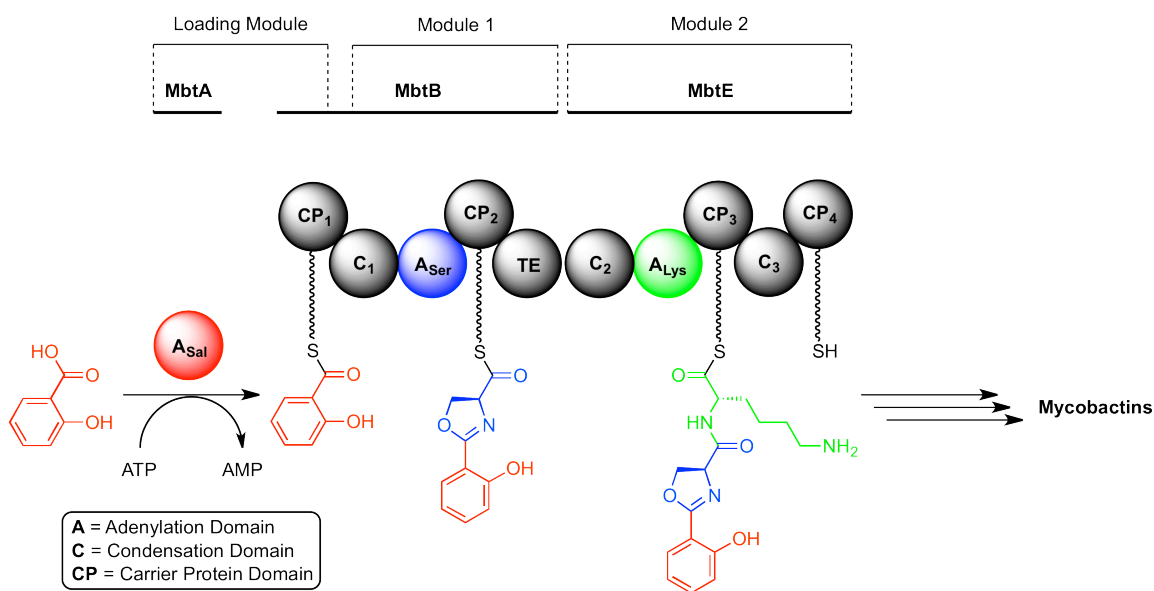 Loading Module
Module 1
Module 2
MbtA
MbtB
MbtE
CP1
C1
ASer
CP2
TE
C2
ALys
CP3
C3
CP4
ASal
HO
O
OH
ATP
AMP
S
O
OH
S
O
O
N
OH
S
O
HN
NH2
O
O
N
OH
SH
Mycobactins
A = Adenylation Domain
C = Condensation Domain
CP = Carrier Protein Domain